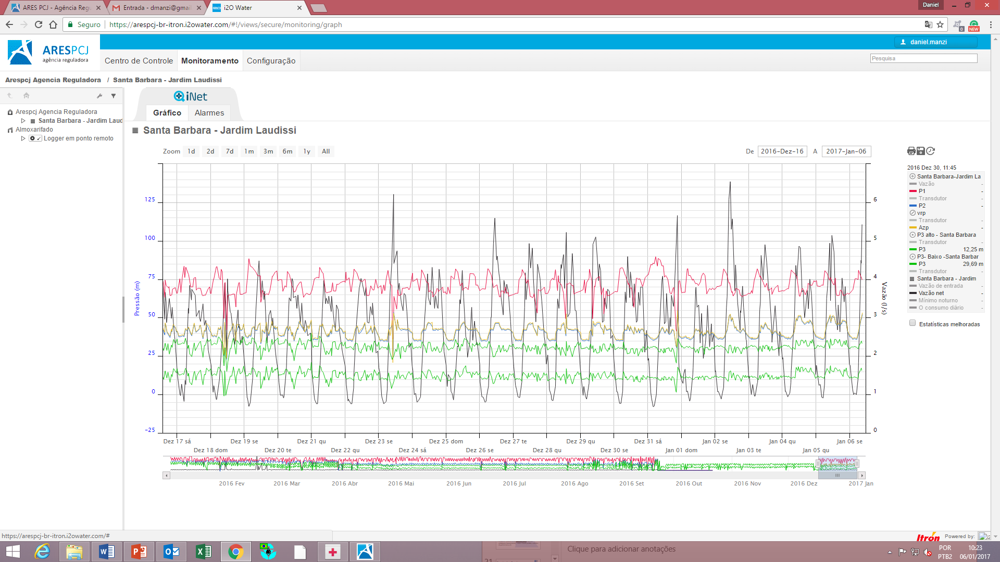 ARES PCJ - Agência Regu
Entrada - dmanzi@gmail
i2O Water
Daniel
Seguro
https://arespcj-br-itron.i2owater.com/#!/views/secure/monitoring/graph
0
NEW
ARESPCJ
agência reguladora
daniel.manzi
Centro de Controle
Monitoramento
Configuração
Pesquisa
Arespcj Agencia Reguladora / Santa Barbara - Jardim Laudissi
Arespcj Agencia Reguladora
Santa Barbara - Jardim Laud
Almoxarifado
Logger em ponto remoto
iNet
Gráfico
Alarmes
Santa Barbara - Jardim Laudissi
Zoom 1d 2d 7d 1m 3m 6m 1y All
De 2016-Dez-16 A 2017-Jan-06
125
100
75
50
25
0
-25
Pressão (m)
6
5
4
3
2
1
0
Vazão (l/s)
Dez 17 sá Dez 19 se Dez 21 qu Dez 23 se Dez 25 dom Dez 27 te Dez 29 qu Dez 31 sá Jan 02 se Jan 04 qu Jan 06 se
Dez 18 dom Dez 20 te Dez 22 qu Dez 24 sá Dez 26 se Dez 28 qu Dez 30 se Jan 01 dom Jan 03 te Jan 05 qu
2016 Fev 2016 Mar 2016 Abr 2016 Mai 2016 Jun 2016 Jul 2016 Ago 2016 Set 2016 Out 2016 Nov 2016 Dez 2017 Jan
2016 Dez 30, 11:45
Santa Barbara-Jardim La
Vazão -
P1 -
Transdutor -
P2 -
vrp
Transdutor -
Azp -
P3 alto - Santa Barbara
Transdutor -
P3 12,25 m
P3- Baixo -Santa Barbar
P3 29,69 m
Transdutor -
Santa Barbara - Jardim
Vazão de entrada -
Vazão net -
Mínimo noturno -
O consumo diário -
Estatísticas melhoradas
https://arespcj-br-itron.i2owater.com/#
Itron
Powered by:
Clique para adicionar anotações
POR
PTB2
10:23
06/01/2017